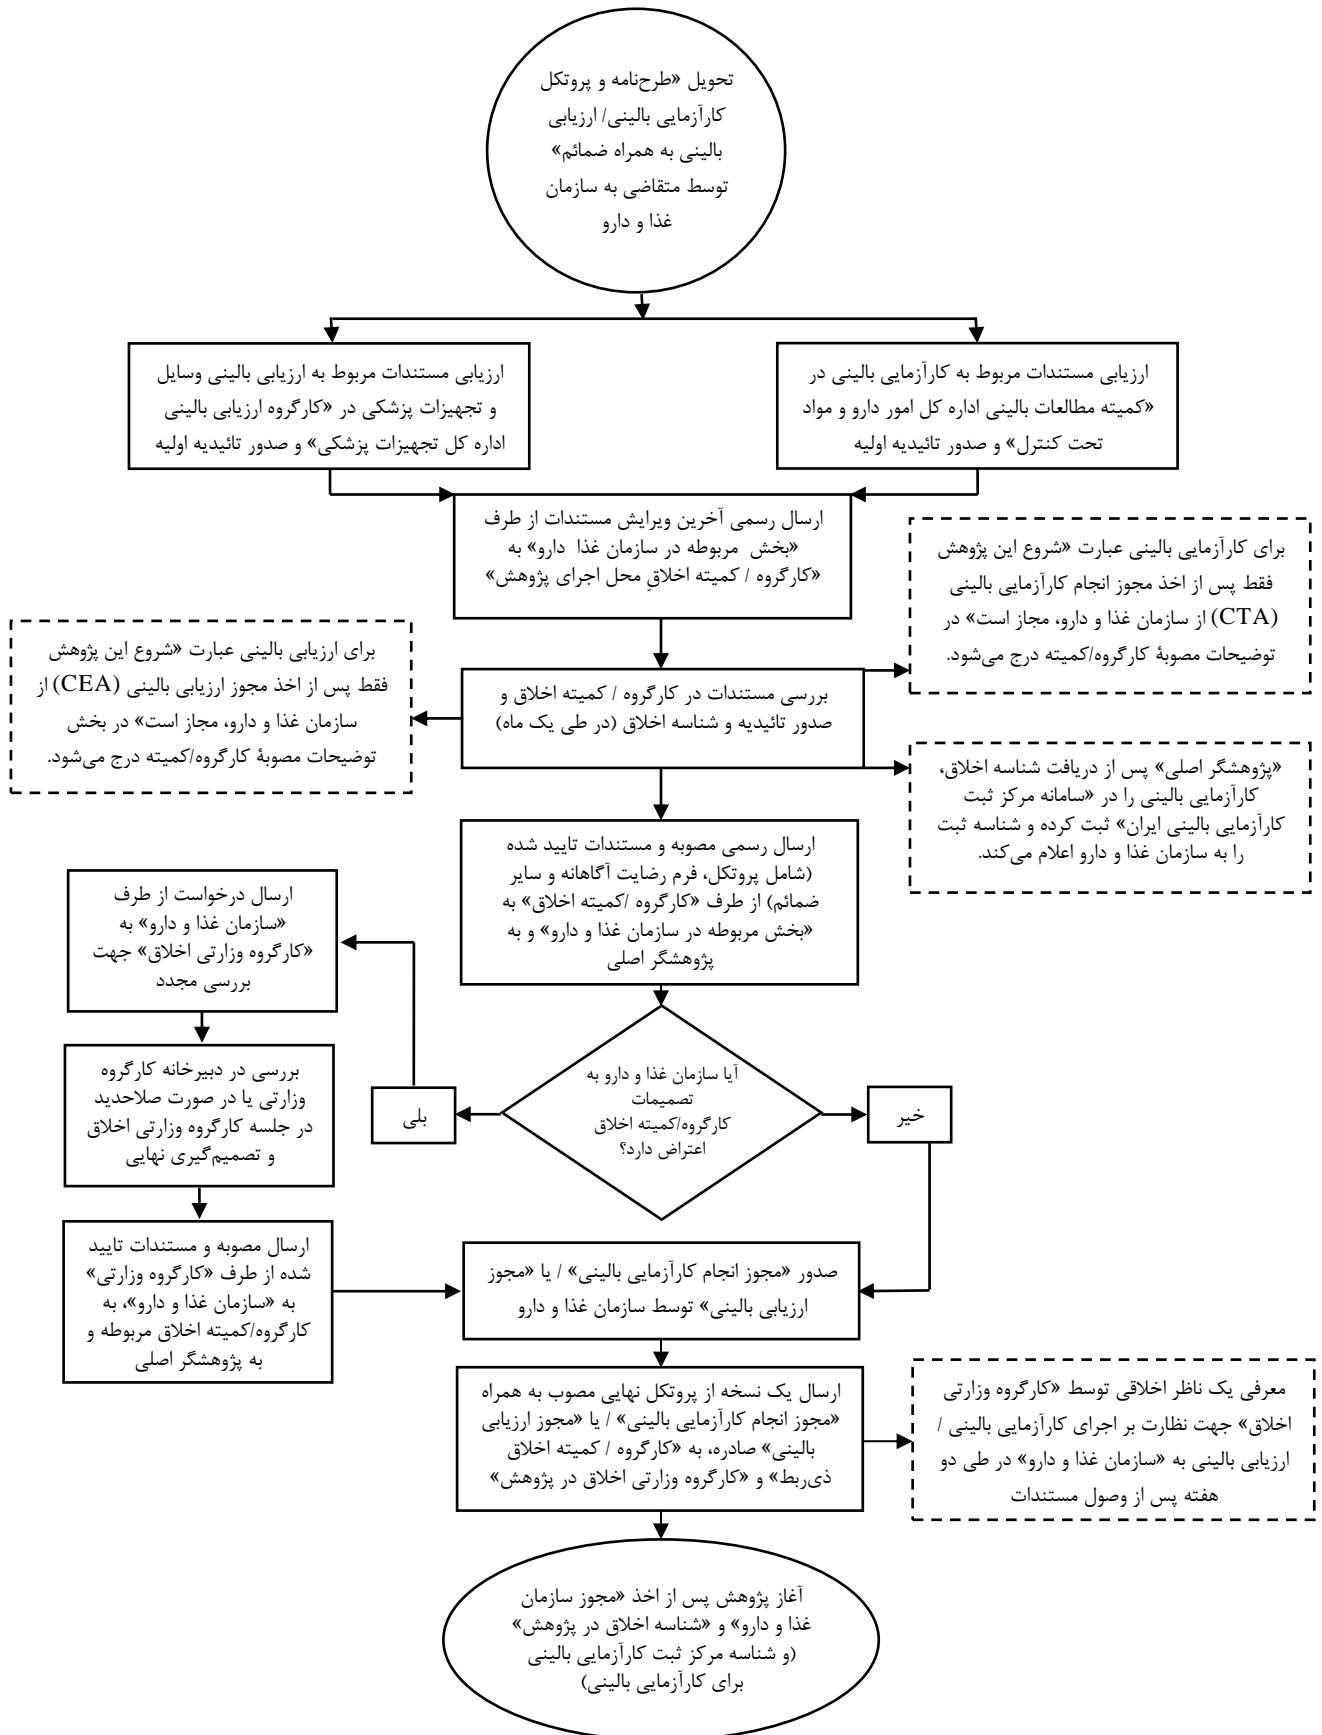 تحویل «طرح‌نامه و پروتکل
کارآزمایی بالینی/ ارزیابی
بالینی به همراه ضمائم»
توسط متقاضی به سازمان
غذا و دارو
ارزیابی مستندات مربوط به کارآزمایی بالینی در
«کمیته مطالعات بالینی اداره کل امور دارو و مواد
تحت کنترل» و صدور تائیدیه اولیه
ارزیابی مستندات مربوط به ارزیابی بالینی وسایل
و تجهیزات پزشکی در «کارگروه ارزیابی بالینی
اداره کل تجهیزات پزشکی» و صدور تائیدیه اولیه
ارسال رسمی آخرین ویرایش مستندات از طرف
«بخش مربوطه در سازمان غذا دارو» به
«کارگروه / کمیته اخلاقِ محل اجرای پژوهش»
برای کارآزمایی بالینی عبارت «شروع این پژوهش
فقط پس از اخذ مجوز انجام کارآزمایی بالینی
(CTA) از سازمان غذا و دارو، مجاز است» در
توضیحات مصوبۀ کارگروه/کمیته درج می‌شود.
برای ارزیابی بالینی عبارت «شروع این پژوهش
فقط پس از اخذ مجوز ارزیابی بالینی (CEA) از
سازمان غذا و دارو، مجاز است» در بخش
توضیحات مصوبۀ کارگروه/کمیته درج می‌شود.
بررسی مستندات در کارگروه / کمیته اخلاق و
صدور تائیدیه و شناسه اخلاق (در طی یک ماه)
«پژوهشگر اصلی» پس از دریافت شناسه اخلاق،
کارآزمایی بالینی را در «سامانه مرکز ثبت
کارآزمایی بالینی ایران» ثبت کرده و شناسه ثبت
را به سازمان غذا و دارو اعلام می‌کند.
ارسال رسمی مصوبه و مستندات تایید شده
(شامل پروتکل، فرم رضایت آگاهانه و سایر
ضمائم) از طرف «کارگروه /کمیته اخلاق» به
«بخش مربوطه در سازمان غذا و دارو» و به
پژوهشگر اصلی
آیا سازمان غذا و دارو به
تصمیمات
کارگروه/کمیته اخلاق
اعتراض دارد؟
خیر
بلی
ارسال درخواست از طرف
«سازمان غذا و دارو» به
«کارگروه وزارتی اخلاق» جهت
بررسی مجدد
بررسی در دبیرخانه کارگروه
وزارتی یا در صورت صلاحدید
در جلسه کارگروه وزارتی اخلاق
و تصمیم‌گیری نهایی
ارسال مصوبه و مستندات تایید
شده از طرف «کارگروه وزارتی»
به «سازمان غذا و دارو»، به
کارگروه/کمیته اخلاق مربوطه و
به پژوهشگر اصلی
صدور «مجوز انجام کارآزمایی بالینی» / یا «مجوز
ارزیابی بالینی» توسط سازمان غذا و دارو
ارسال یک نسخه از پروتکل نهایی مصوب به همراه
«مجوز انجام کارآزمایی بالینی» / یا «مجوز ارزیابی
بالینی» صادره، به «کارگروه / کمیته اخلاق
ذی‌ربط» و «کارگروه وزارتی اخلاق در پژوهش»
معرفی یک ناظر اخلاقی توسط «کارگروه وزارتی
اخلاق» جهت نظارت بر اجرای کارآزمایی بالینی /
ارزیابی بالینی به «سازمان غذا و دارو» در طی دو
هفته پس از وصول مستندات
آغاز پژوهش پس از اخذ «مجوز سازمان
غذا و دارو» و «شناسه اخلاق در پژوهش»
(و شناسه مرکز ثبت کارآزمایی بالینی
برای کارآزمایی بالینی)